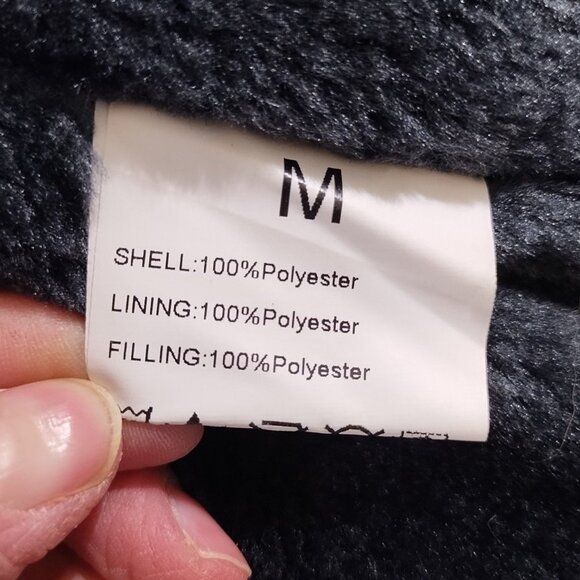 M
SHELL:100%Polyester
LINING:100%Polyester
FILLING:100%Polyester